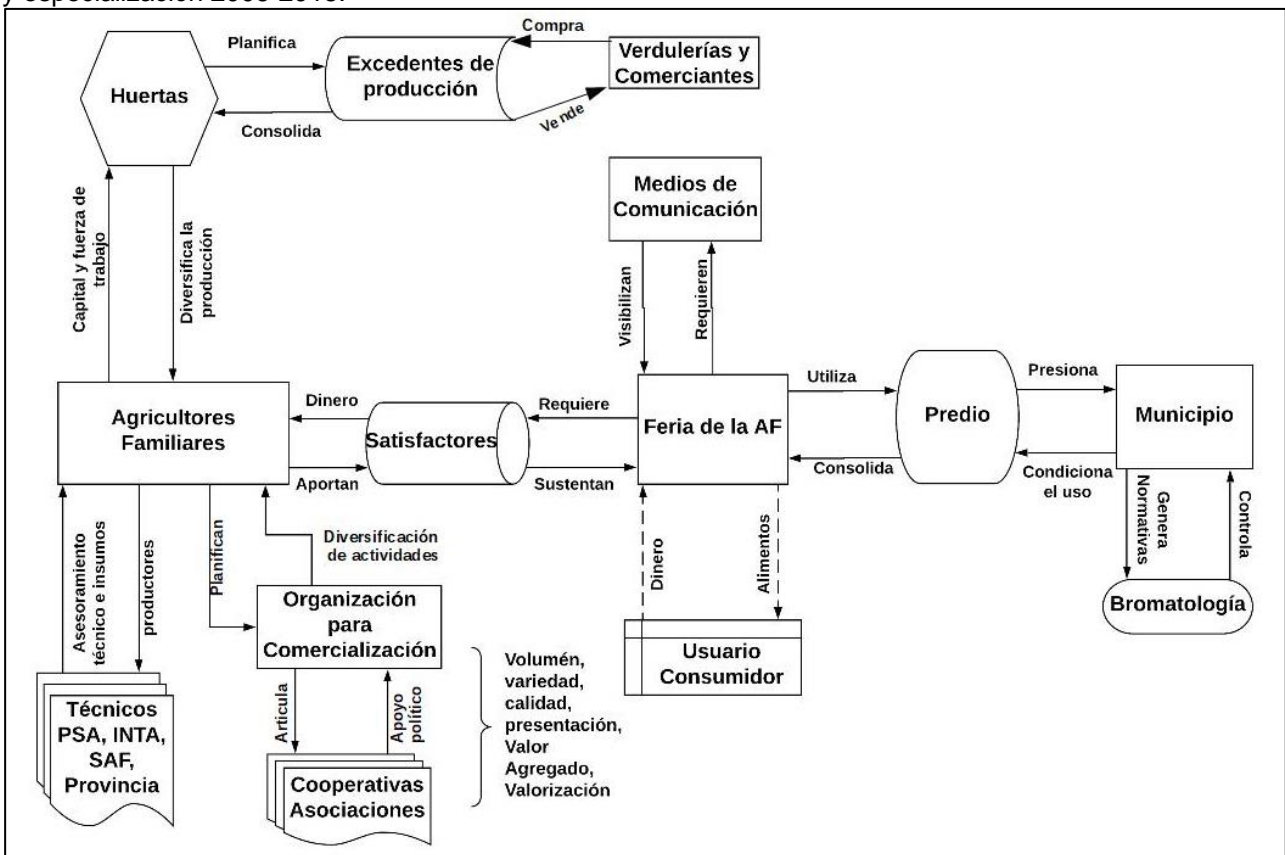 y especialización 2003-2013.
Compra
Planifica
Huertas
Excedentes de
producción
Verdulerías y
Comerciantes
Consolida
Vende
Medios de
Comunicación
Capital y fuerza de
trabajo
Diversifica la
producción
Visibilizan
Requieren
Agricultores
Familiares
Dinero
Aportan
Satisfactores
Requiere
Sustentan
Feria de la AF
Utiliza
Consolida
Predio
Presiona
Condiciona
el uso
Municipio
Genera
Normativas
Controla
Bromatología
Asesoramiento
técnico e insumos
productores
Planifican
Diversificación
de actividades
Organización
para
Comercialización
Dinero
Alimentos
Usuario
Consumidor
Articula
Apoyo
político
Técnicos
PSA, INTA,
SAF,
Provincia
Cooperativas
Asociaciones
Volumén,
variedad,
calidad,
presentación,
Valor
Agregado,
Valorización